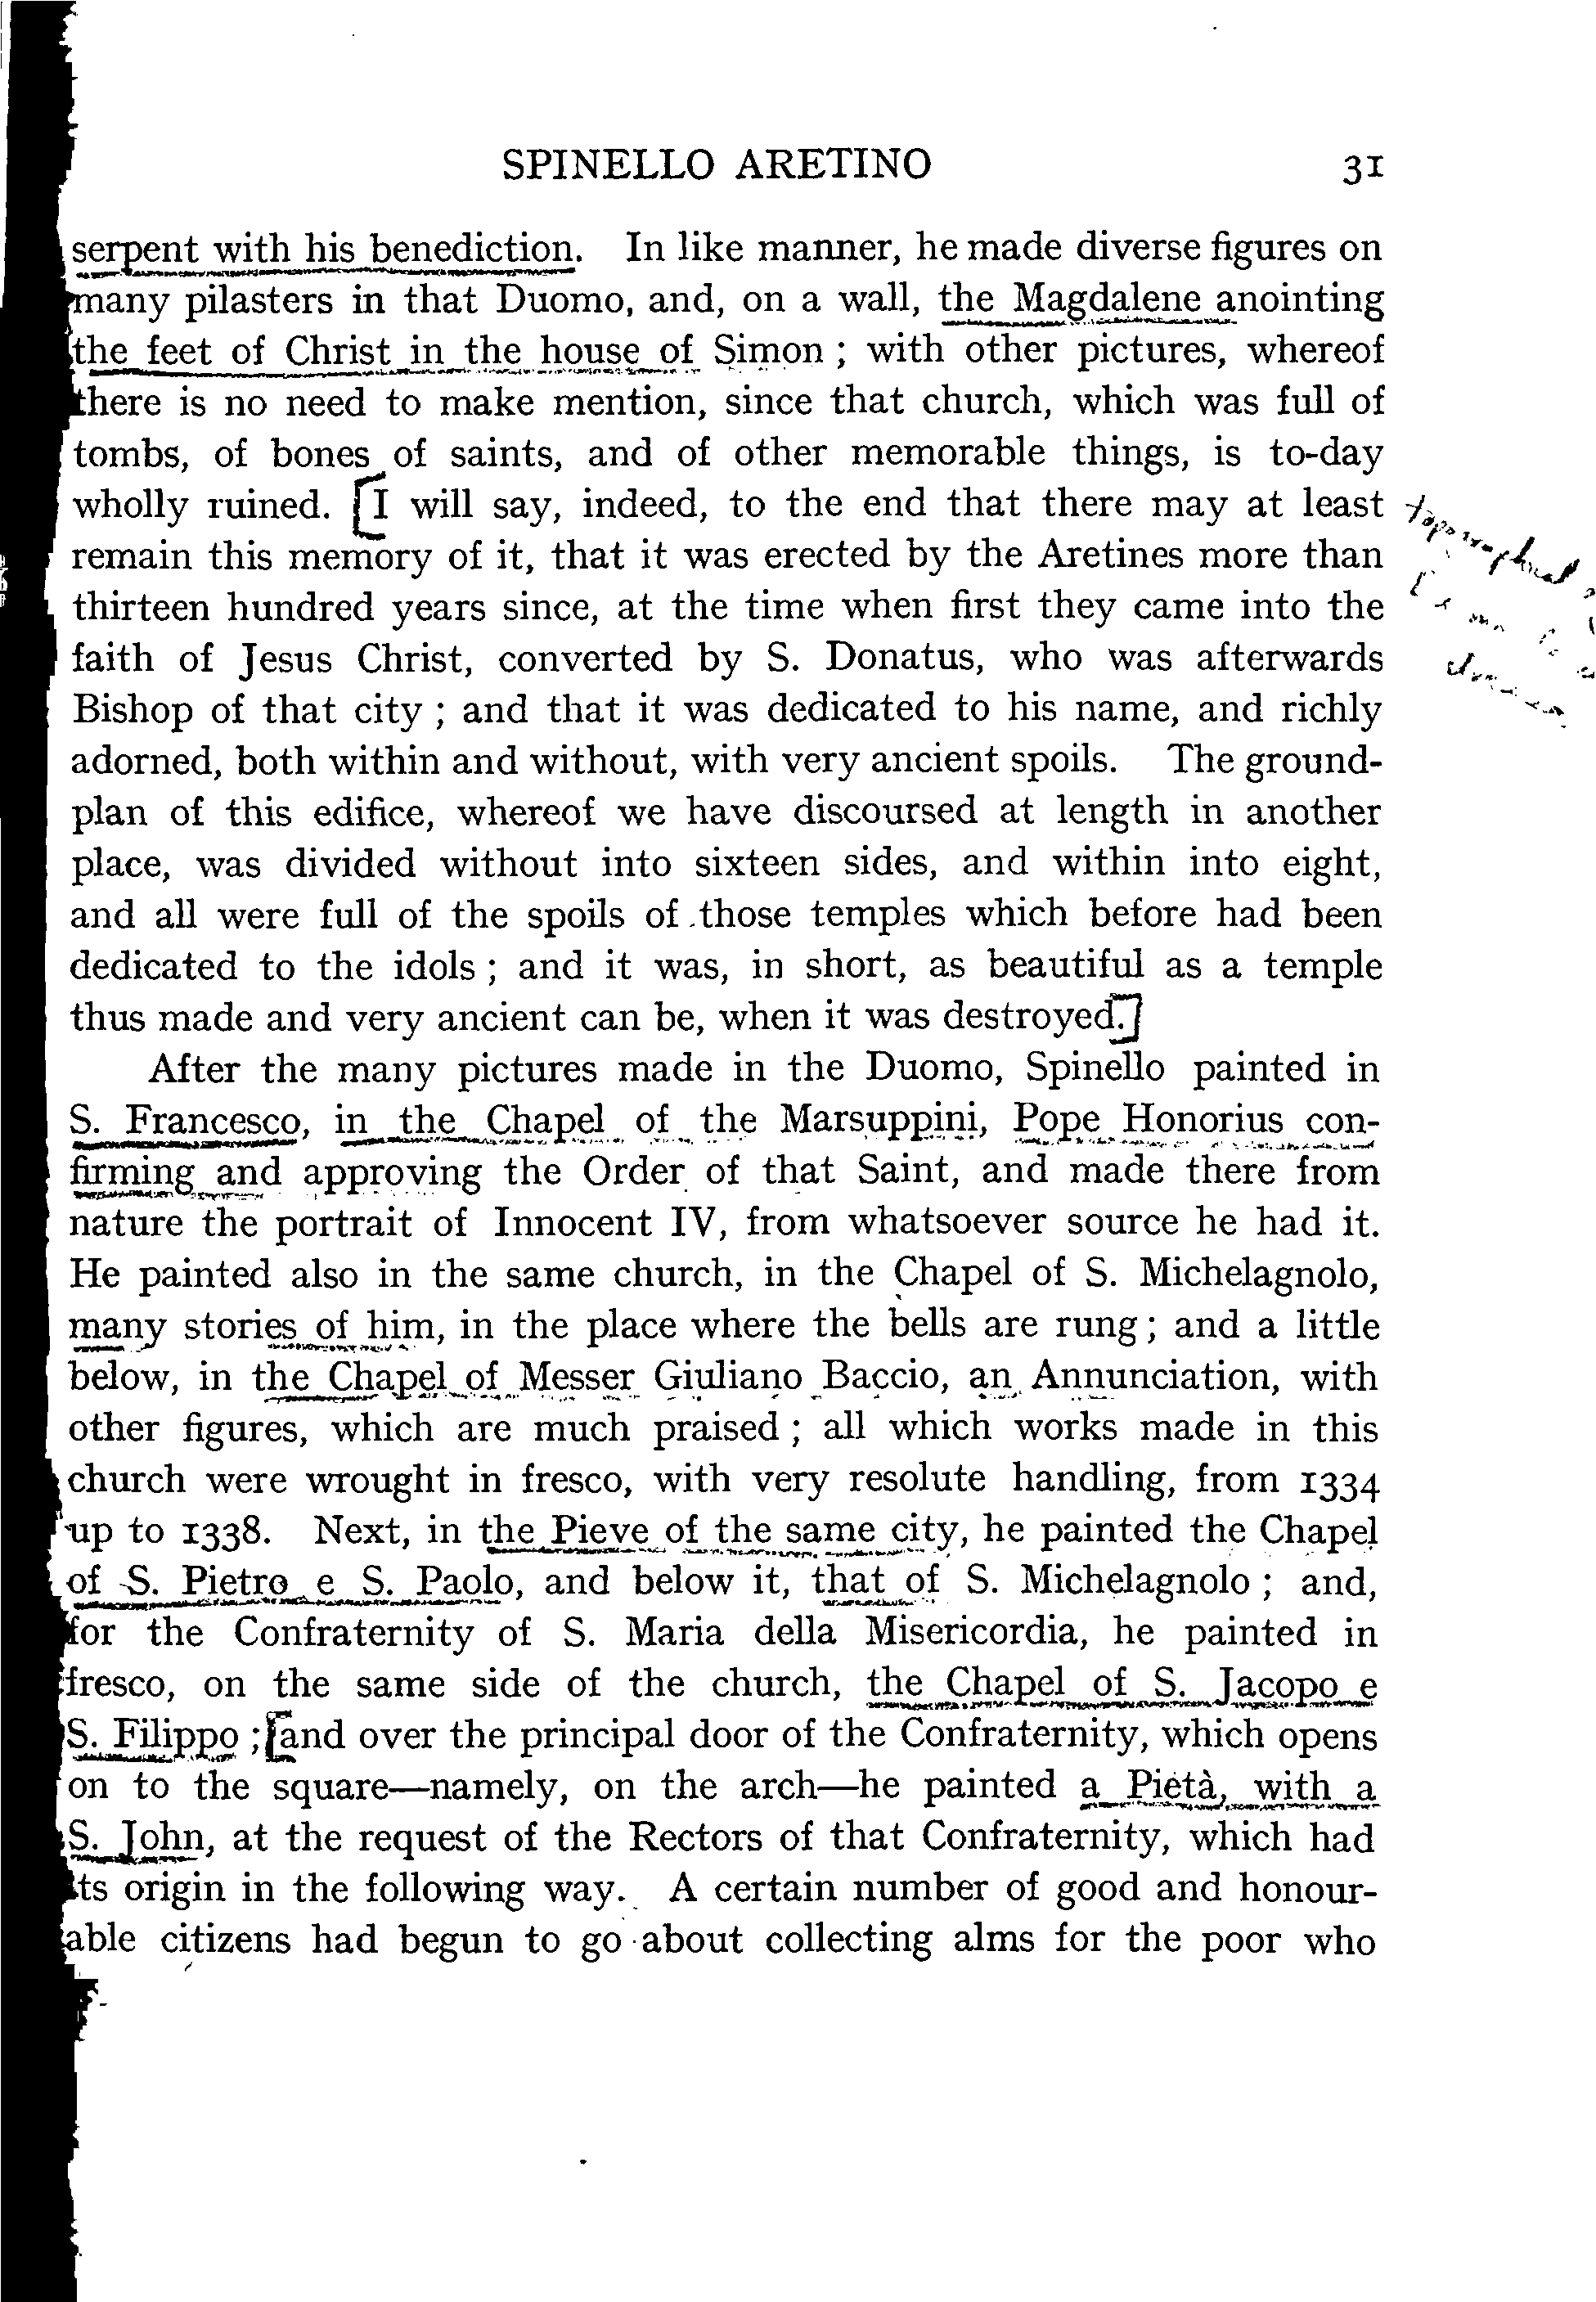 SPINELLO ARETINO 31
serpent with his benediction. In like manner, he made diverse figures on
many pilasters in that Duomo, and, on a wall, the Magdalene anointing
the feet of Christ in the house of Simon ; with other pictures, whereof
there is no need to make mention, since that church, which was full of
tombs, of bones of saints, and of other memorable things, is to-day
wholly ruined. [I will say, indeed, to the end that there may at least
remain this memory of it, that it was erected by the Aretines more than
thirteen hundred years since, at the time when first they came into the
faith of Jesus Christ, converted by S. Donatus, who was afterwards
Bishop of that city ; and that it was dedicated to his name, and richly
adorned, both within and without, with very ancient spoils. The ground-
plan of this edifice, whereof we have discoursed at length in another
place, was divided without into sixteen sides, and within into eight,
and all were full of the spoils of those temples which before had been
dedicated to the idols ; and it was, in short, as beautiful as a temple
thus made and very ancient can be, when it was destroyed.]
After the many pictures made in the Duomo, Spinello painted in
S. Francesco, in the Chapel of the Marsuppini, Pope Honorius con-
firming and approving the Order of that Saint, and made there from
nature the portrait of Innocent IV, from whatsoever source he had it.
He painted also in the same church, in the Chapel of S. Michelagnolo,
many stories of him, in the place where the bells are rung ; and a little
below, in the Chapel of Messer Giuliano Baccio, an Annunciation, with
other figures, which are much praised ; all which works made in this
church were wrought in fresco, with very resolute handling, from 1334
up to 1338. Next, in the Pieve of the same city, he painted the Chapel
of S. Pietro e S. Paolo, and below it, that of S. Michelagnolo ; and,
for the Confraternity of S. Maria della Misericordia, he painted in
fresco, on the same side of the church, the Chapel of S. Jacopo e
S. Filippo ; [and over the principal door of the Confraternity, which opens
on to the square—namely, on the arch—he painted a Pietà, with a
S. John, at the request of the Rectors of that Confraternity, which had
its origin in the following way. A certain number of good and honour-
able citizens had begun to go about collecting alms for the poor who
topographical